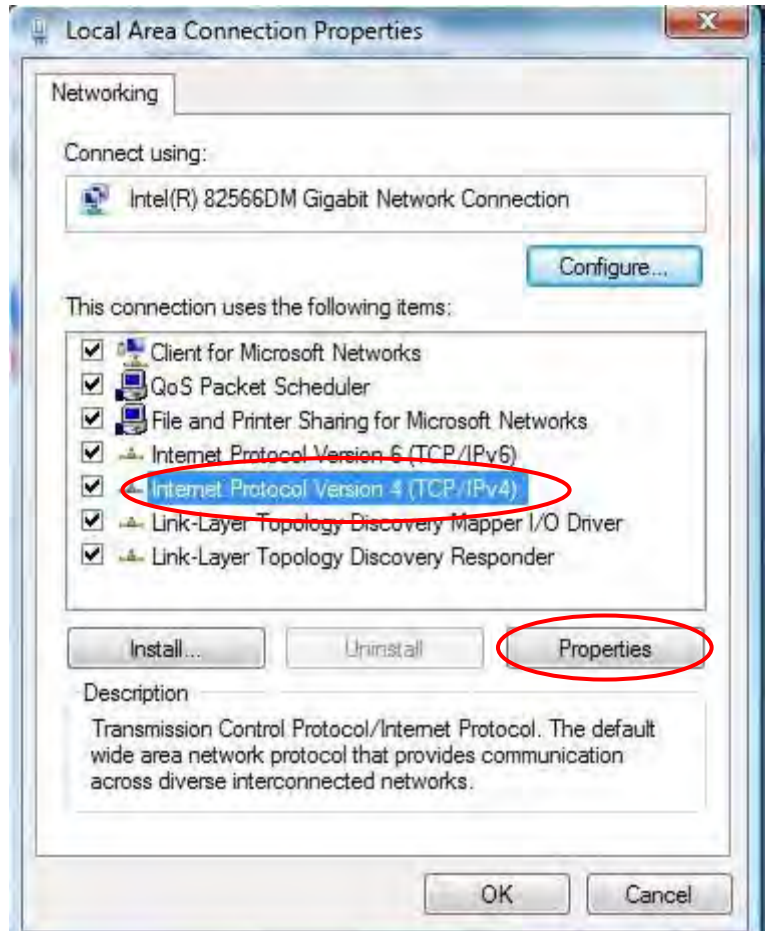 Local Area Connection Properties
Networking
Connect using:
Intel(R) 82566DM Gigabit Network Connection
Configure...
This connection uses the following items:
Client for Microsoft Networks
QoS Packet Scheduler
File and Printer Sharing for Microsoft Networks
Internet Protocol Version 6 (TCP/IPv6)
Internet Protocol Version 4 (TCP/IPv4)
Link-Layer Topology Discovery Mapper I/O Driver
Link-Layer Topology Discovery Responder
Install... Uninstall Properties
Description
Transmission Control Protocol/Internet Protocol. The default
wide area network protocol that provides communication
across diverse interconnected networks.
OK Cancel